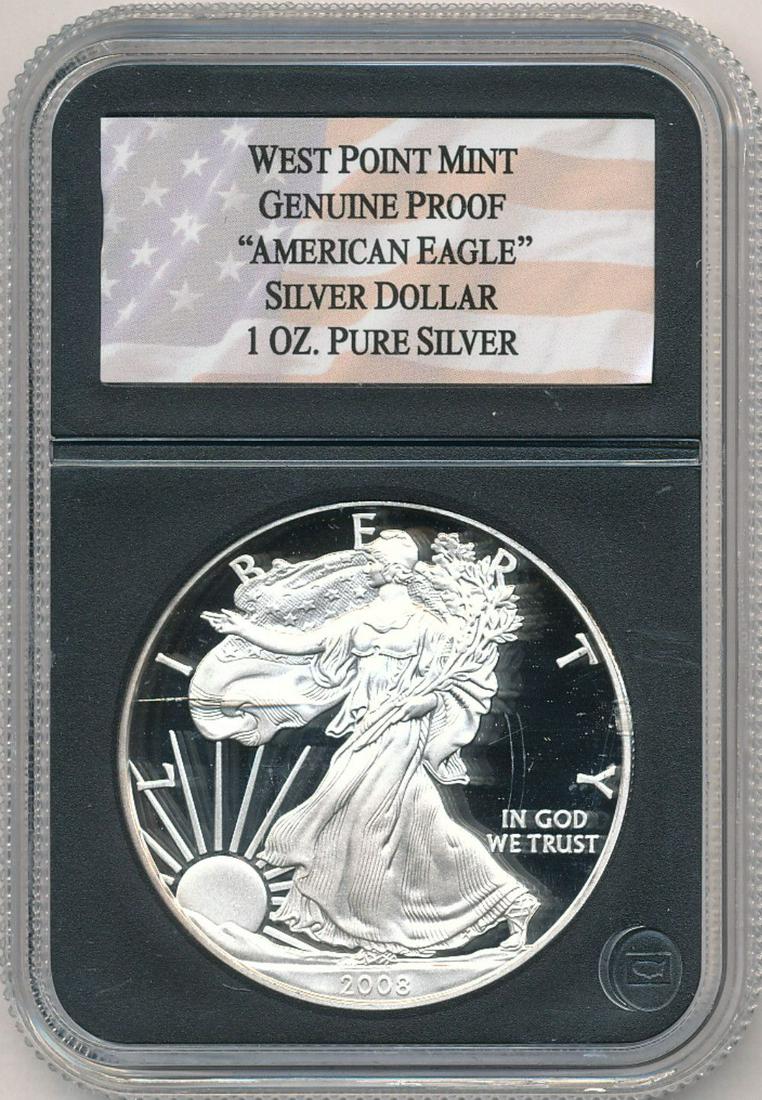 WEST POINT MINT
GENUINE PROOF
“AMERICAN EAGLE”
SILVER DOLLAR
1 OZ. PURE SILVER
LIBERTY
IN GOD
WE TRUST
2008